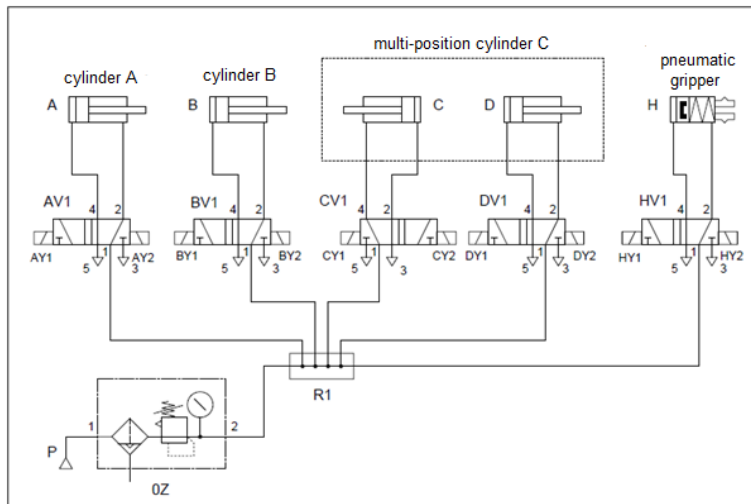 multi-position cylinder C
cylinder A
cylinder B
pneumatic
gripper
A
B
C
D
H
AV1
BV1
CV1
DV1
HV1
4 2
4 2
4 2
4 2
4 2
AY1 5 1 AY2 3
BY1 5 1 BY2 3
CY1 5 1 3 CY2
DY1 5 1 DY2 3
HY1 5 1 HY2 3
R1
1
2
P
0Z